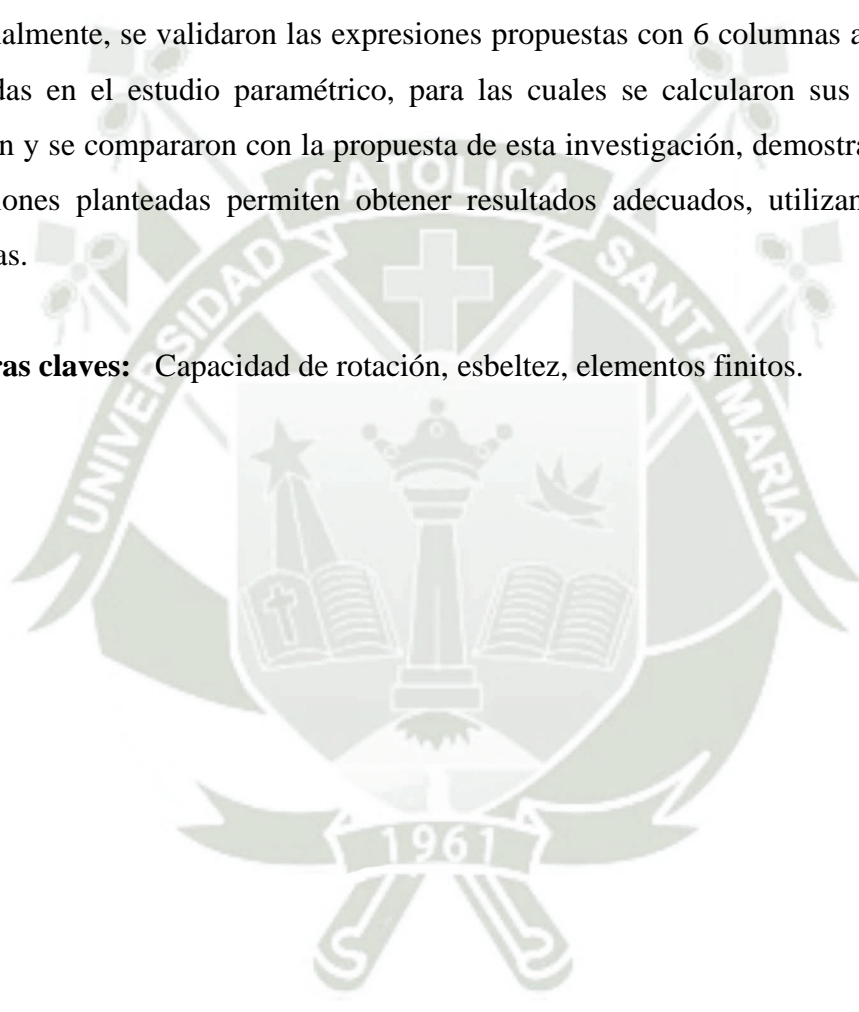 almente, se validaron las expresiones propuestas con 6 columnas a
das en el estudio paramétrico, para las cuales se calcularon sus
n y se compararon con la propuesta de esta investigación, demostra
iones planteadas permiten obtener resultados adecuados, utilizan
as.
ras claves: Capacidad de rotación, esbeltez, elementos finitos.
UNIVERSIDAD CATÓLICA SANTA MARIA
1961